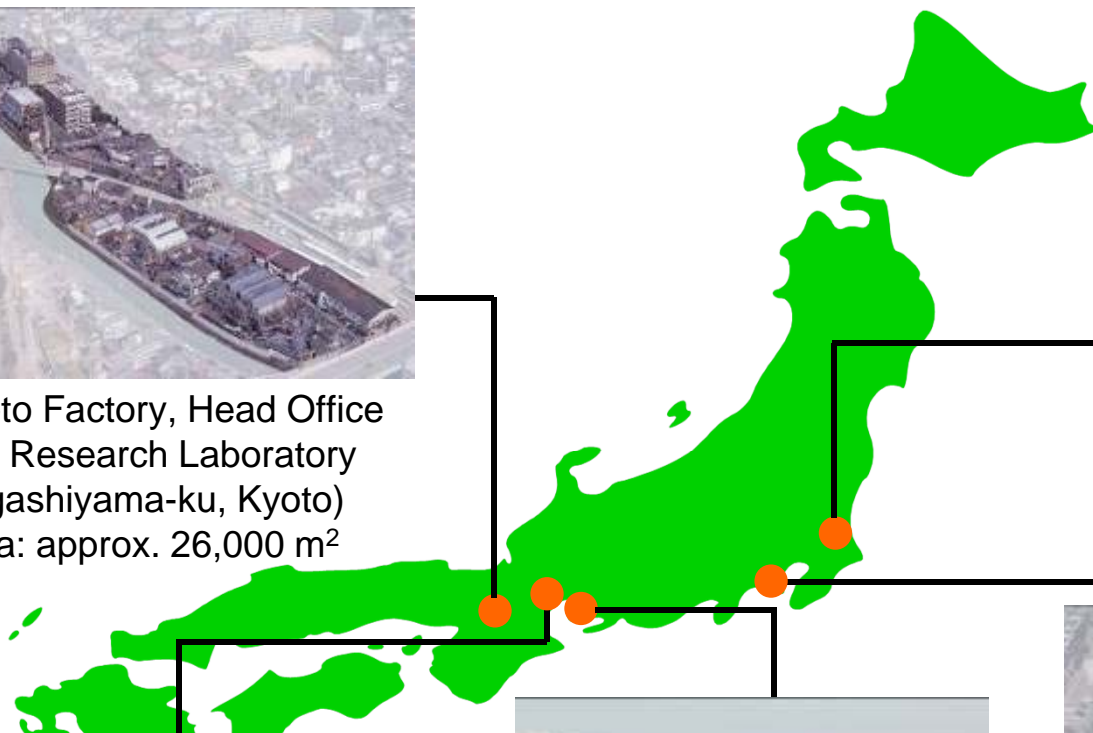 to Factory, Head Office
Research Laboratory
gashiyama-ku, Kyoto)
a: approx. 26,000 m²